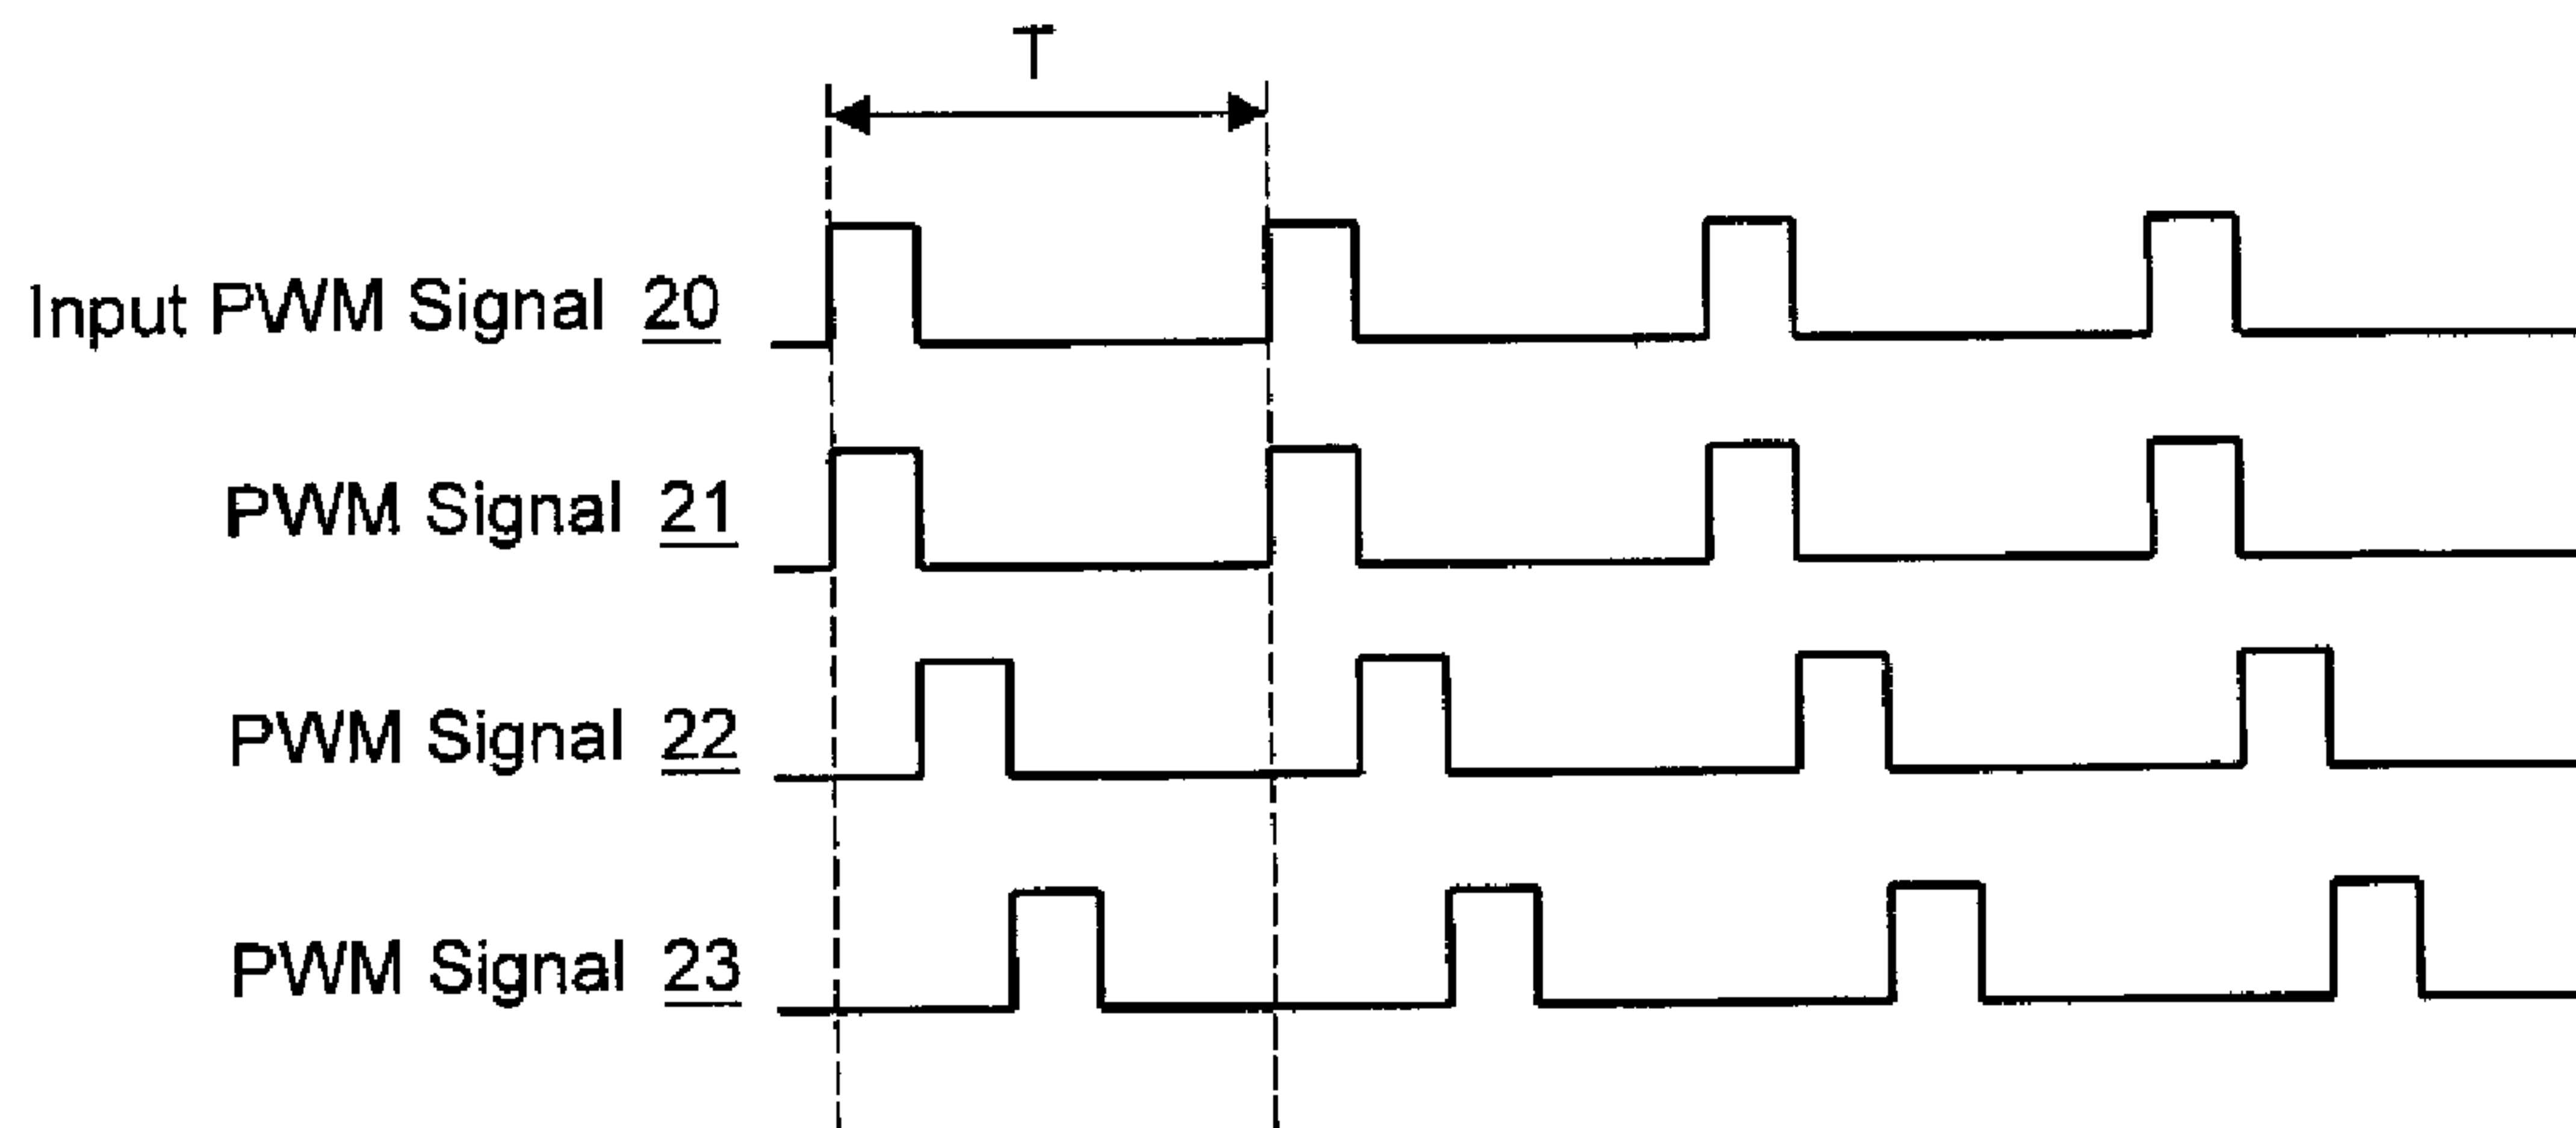 T
Input PWM Signal 20
PWM Signal 21
PWM Signal 22
PWM Signal 23